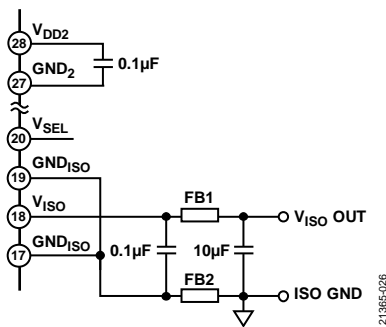 28 VDD2
0.1µF
27 GND2
20 VSEL
19 GNDISO
FB1
18 VISO
VISO OUT
17 GNDISO
0.1µF 10µF
FB2
ISO GND
21365-026